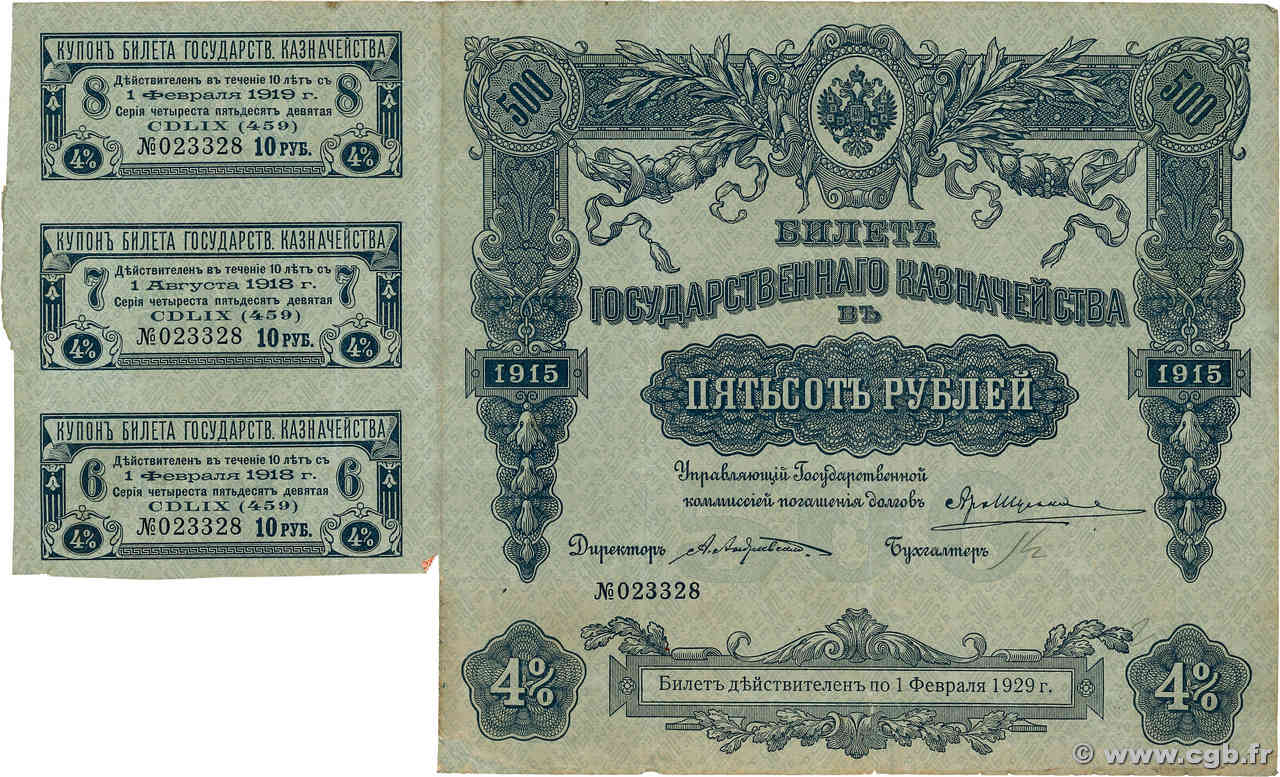 КУПОНЪ БИЛЕТА ГОСУДАРСТВ. КАЗНАЧЕЙСТВА
Дѣйствителенъ въ теченіе 10 лѣтъ съ
8 1 Февраля 1919 г. 8
Серія четыреста пятьдесятъ девятая
CDLIX (459)
4% №023328 10 РУБ. 4%
КУПОНЪ БИЛЕТА ГОСУДАРСТВ. КАЗНАЧЕЙСТВА
Дѣйствителенъ въ теченіе 10 лѣтъ съ
7 1 Августа 1918 г. 7
Серія четыреста пятьдесятъ девятая
CDLIX (459)
4% №023328 10 РУБ. 4%
КУПОНЪ БИЛЕТА ГОСУДАРСТВ. КАЗНАЧЕЙСТВА
Дѣйствителенъ въ теченіе 10 лѣтъ съ
6 1 Февраля 1918 г. 6
Серія четыреста пятьдесятъ девятая
CDLIX (459)
4% №023328 10 РУБ. 4%
500 500
БИЛЕТЪ
ГОСУДАРСТВЕННАГО КАЗНАЧЕЙСТВА
ВЪ
1915 ПЯТЬСОТЪ РУБЛЕЙ 1915
Управляющій Государственной
коммиссіей погашенія долговъ
Директоръ Бухгалтеръ
№023328
4% Билетъ дѣйствителенъ по 1 Февраля 1929 г. 4%
© www.cgb.fr